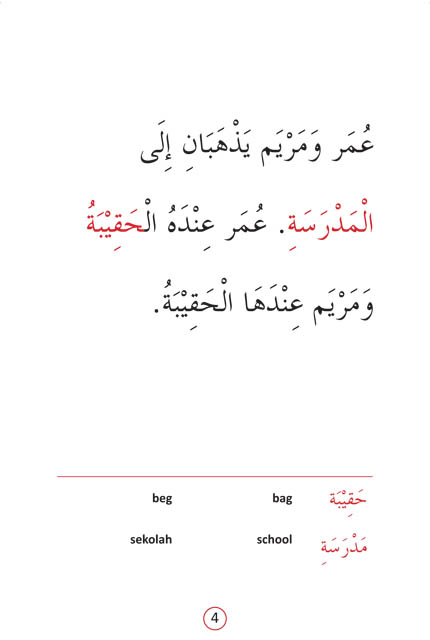 عُمَر وَمَرْيَم يَذْهَبَانِ إِلَى
الْمَدْرَسَةِ. عُمَر عِنْدَهُ الْحَقِيْبَةُ
وَمَرْيَم عِنْدَهَا الْحَقِيْبَةُ.
beg bag حَقِيْبَة
sekolah school مَدْرَسَةِ
4